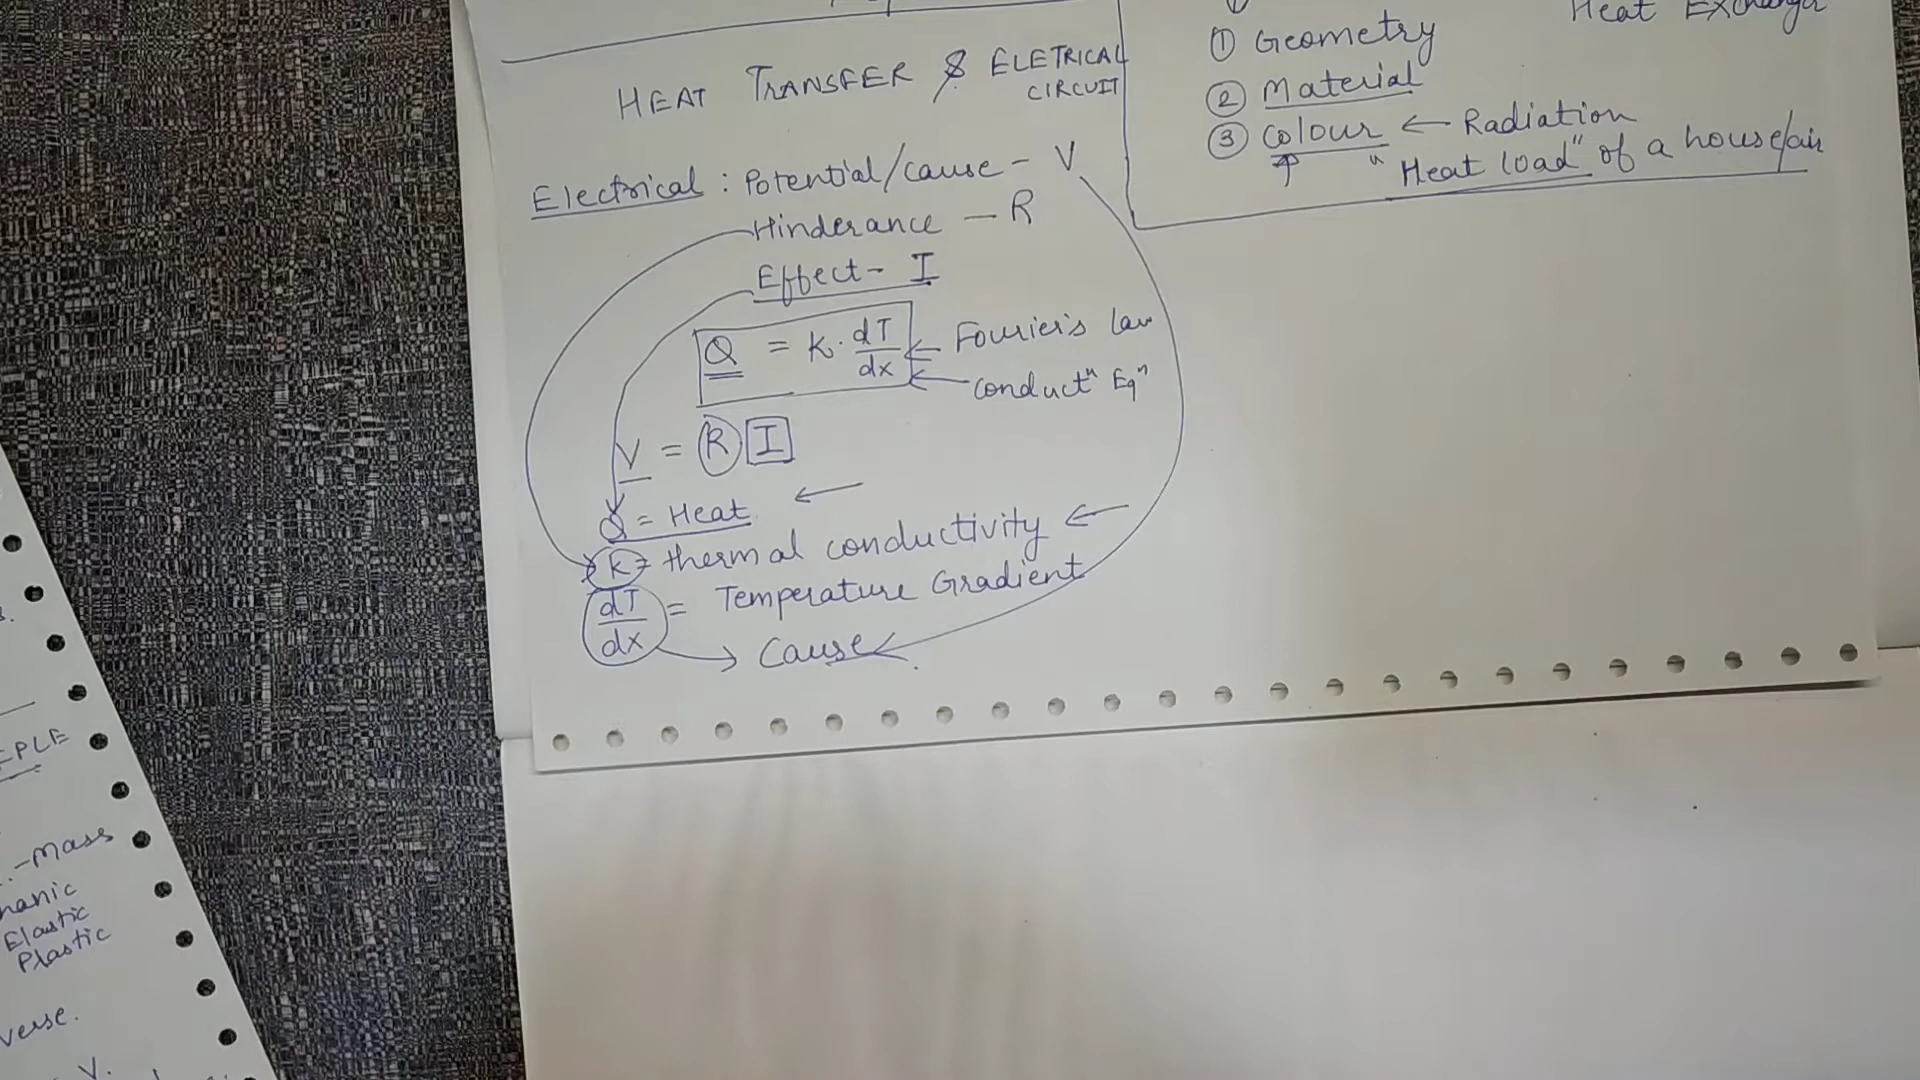 HEAT TRANSFER & ELETRICAL
CIRCUIT
Electrical : Potential/cause - V
Hinderance - R
Effect - I
Q = k. dT/dx ← Fourier's law
← Conductⁿ Eqⁿ
V = R I
Q = Heat ←
k = thermal conductivity ←
dT/dx = Temperature Gradient
→ Cause
Heat Exchanger
① Geometry
② Material
③ Colour ← Radiation
"Heat load" of a house/air
EPLE
-Mass
Elastic
Plastic
verse.
V.